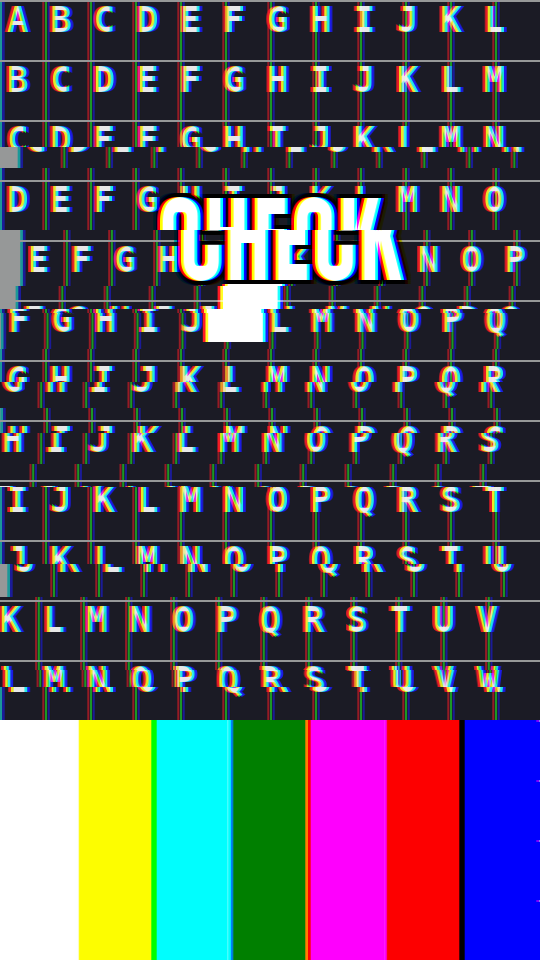 A B C D E F G H I J K L
B C D E F G H I J K L M
C D E F G H I J K L M N
D E F G H I J K L M N O
CHECK
E F G H N O P
F G H I J L M N O P Q
G H I J K L M N O P Q R
H I J K L M N O P Q R S
I J K L M N O P Q R S T
J K L M N O P Q R S T U
K L M N O P Q R S T U V
L M N O P Q R S T U V W